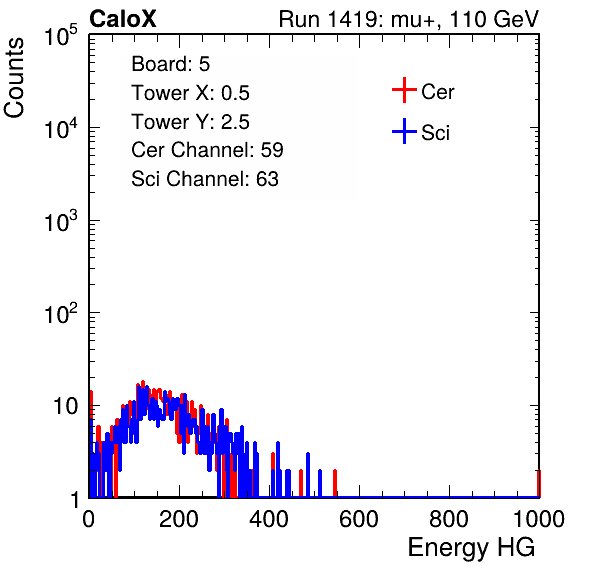 CaloX Run 1419: mu+, 110 GeV
Counts
Board: 5
Tower X: 0.5
Tower Y: 2.5
Cer Channel: 59
Sci Channel: 63
Cer
Sci
10^5
10^4
10^3
10^2
10
1
0 200 400 600 800 1000
Energy HG